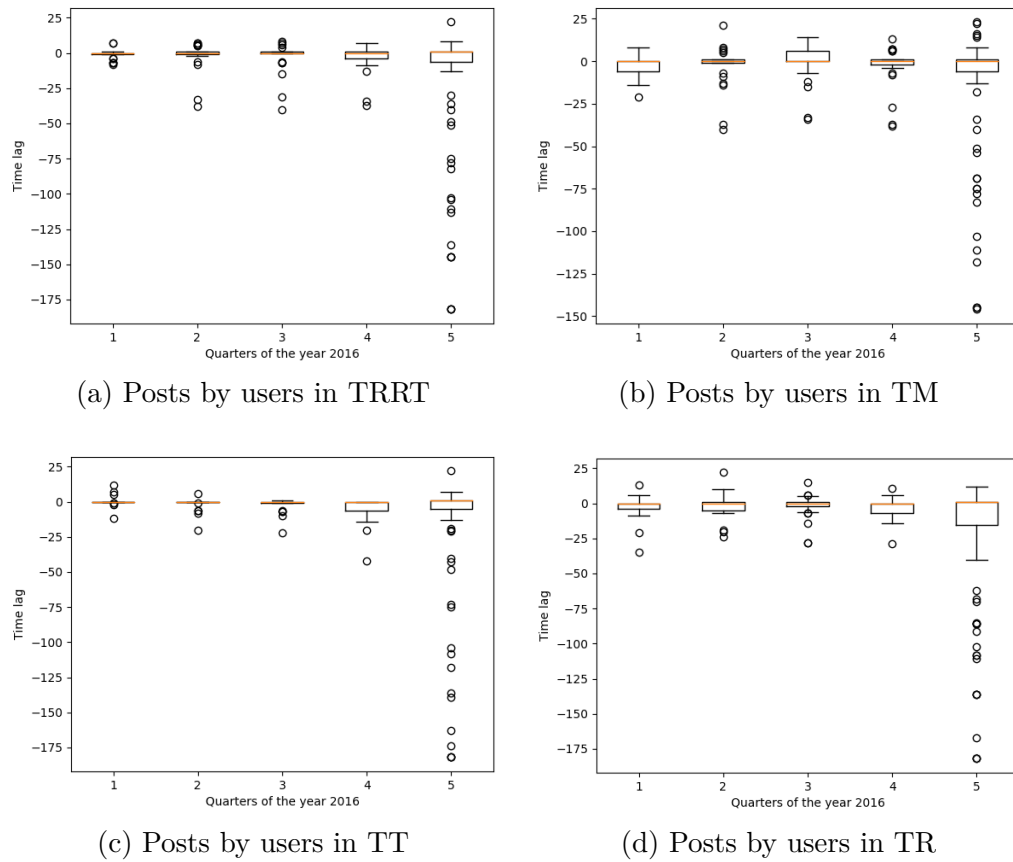 25
0
−25
−50
−75
−100
−125
−150
−175
Time lag
1 2 3 4 5
Quarters of the year 2016
(a) Posts by users in TRRT
25
0
−25
−50
−75
−100
−125
−150
Time lag
1 2 3 4 5
Quarters of the year 2016
(b) Posts by users in TM
25
0
−25
−50
−75
−100
−125
−150
−175
Time lag
1 2 3 4 5
Quarters of the year 2016
(c) Posts by users in TT
25
0
−25
−50
−75
−100
−125
−150
−175
Time lag
1 2 3 4 5
Quarters of the year 2016
(d) Posts by users in TR